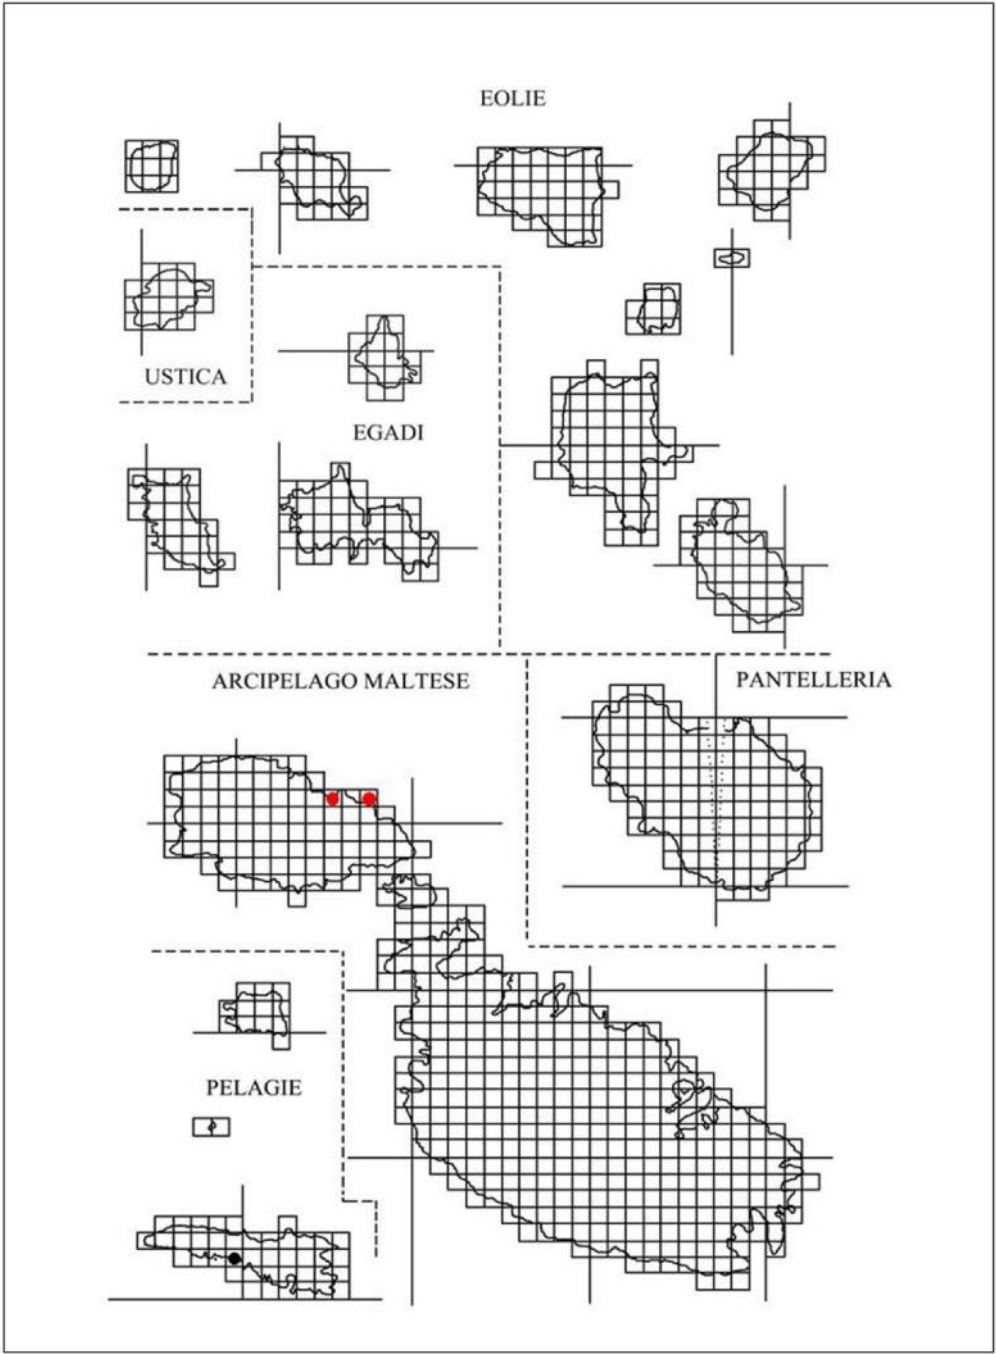 EOLIE
USTICA
EGADI
ARCIPELAGO MALTESE
PANTELLERIA
PELAGIE